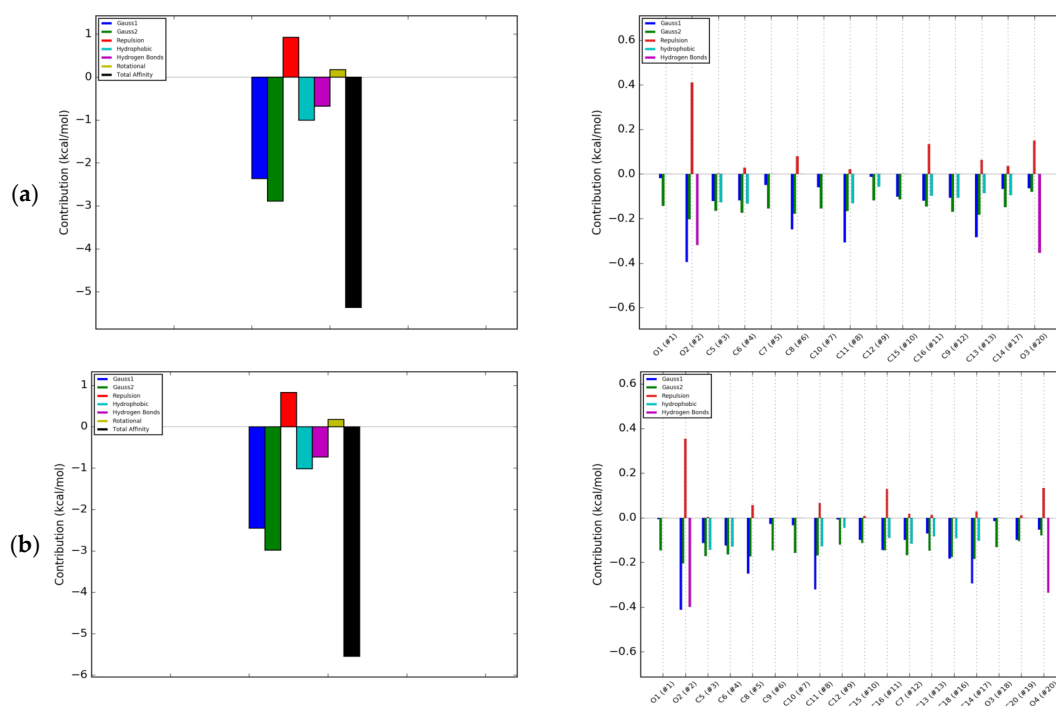 (a)
Gauss1
Gauss2
Repulsion
Hydrophobic
Hydrogen Bonds
Rotational
Total Affinity
Contribution (kcal/mol)
1
0
−1
−2
−3
−4
−5
Gauss1
Gauss2
Repulsion
hydrophobic
Hydrogen Bonds
Contribution (kcal/mol)
0.6
0.4
0.2
0.0
−0.2
−0.4
−0.6
O1 (#1)
O2 (#2)
C5 (#3)
C6 (#4)
C7 (#5)
C8 (#6)
C10 (#7)
C11 (#8)
C12 (#9)
C15 (#10)
C16 (#11)
C9 (#12)
C13 (#13)
C14 (#17)
O3 (#20)
(b)
Gauss1
Gauss2
Repulsion
Hydrophobic
Hydrogen Bonds
Rotational
Total Affinity
Contribution (kcal/mol)
1
0
−1
−2
−3
−4
−5
−6
Gauss1
Gauss2
Repulsion
hydrophobic
Hydrogen Bonds
Contribution (kcal/mol)
0.6
0.4
0.2
0.0
−0.2
−0.4
−0.6
O1 (#1)
O2 (#2)
C5 (#3)
C6 (#4)
C8 (#5)
C9 (#6)
C10 (#7)
C11 (#8)
C12 (#9)
C15 (#10)
C16 (#11)
C7 (#12)
C13 (#13)
C18 (#16)
C14 (#17)
O3 (#18)
C20 (#19)
O4 (#20)